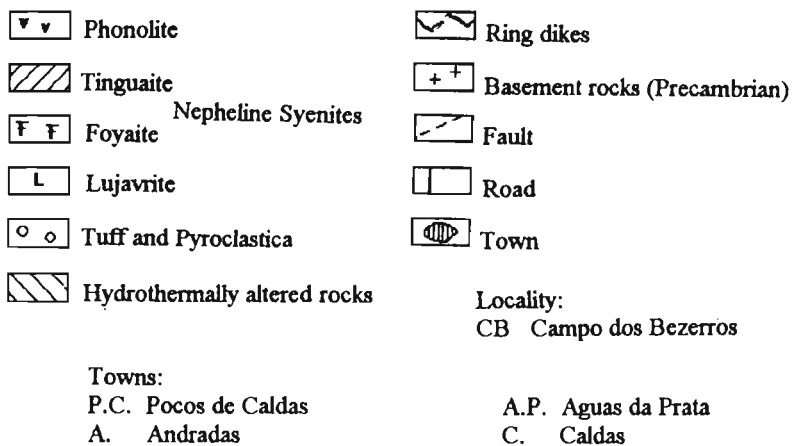 Phonolite
Tinguaite
Nepheline Syenites
Foyaite
L Lujavrite
Tuff and Pyroclastica
Hydrothermally altered rocks
Ring dikes
Basement rocks (Precambrian)
Fault
Road
Town
Locality:
CB Campo dos Bezerros
Towns:
P.C. Pocos de Caldas
A. Andradas
A.P. Aguas da Prata
C. Caldas